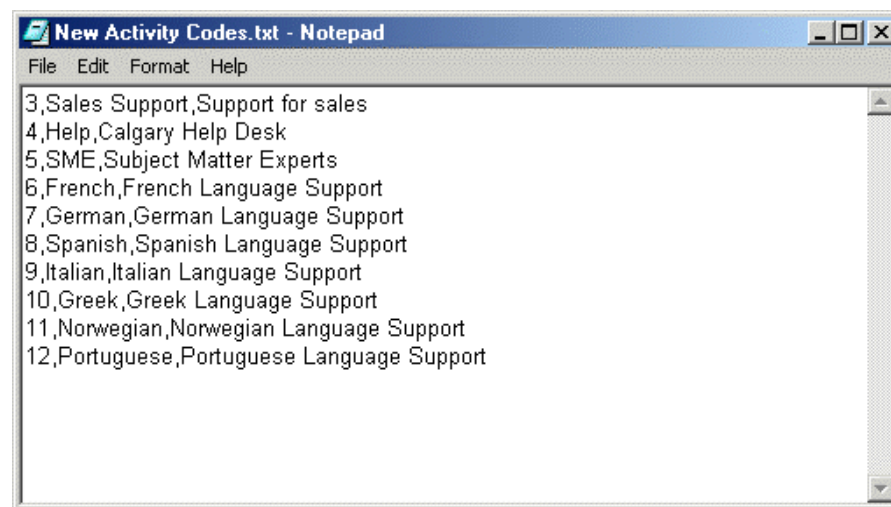 New Activity Codes.txt - Notepad
File Edit Format Help
3,Sales Support,Support for sales
4,Help,Calgary Help Desk
5,SME,Subject Matter Experts
6,French,French Language Support
7,German,German Language Support
8,Spanish,Spanish Language Support
9,Italian,Italian Language Support
10,Greek,Greek Language Support
11,Norwegian,Norwegian Language Support
12,Portuguese,Portuguese Language Support